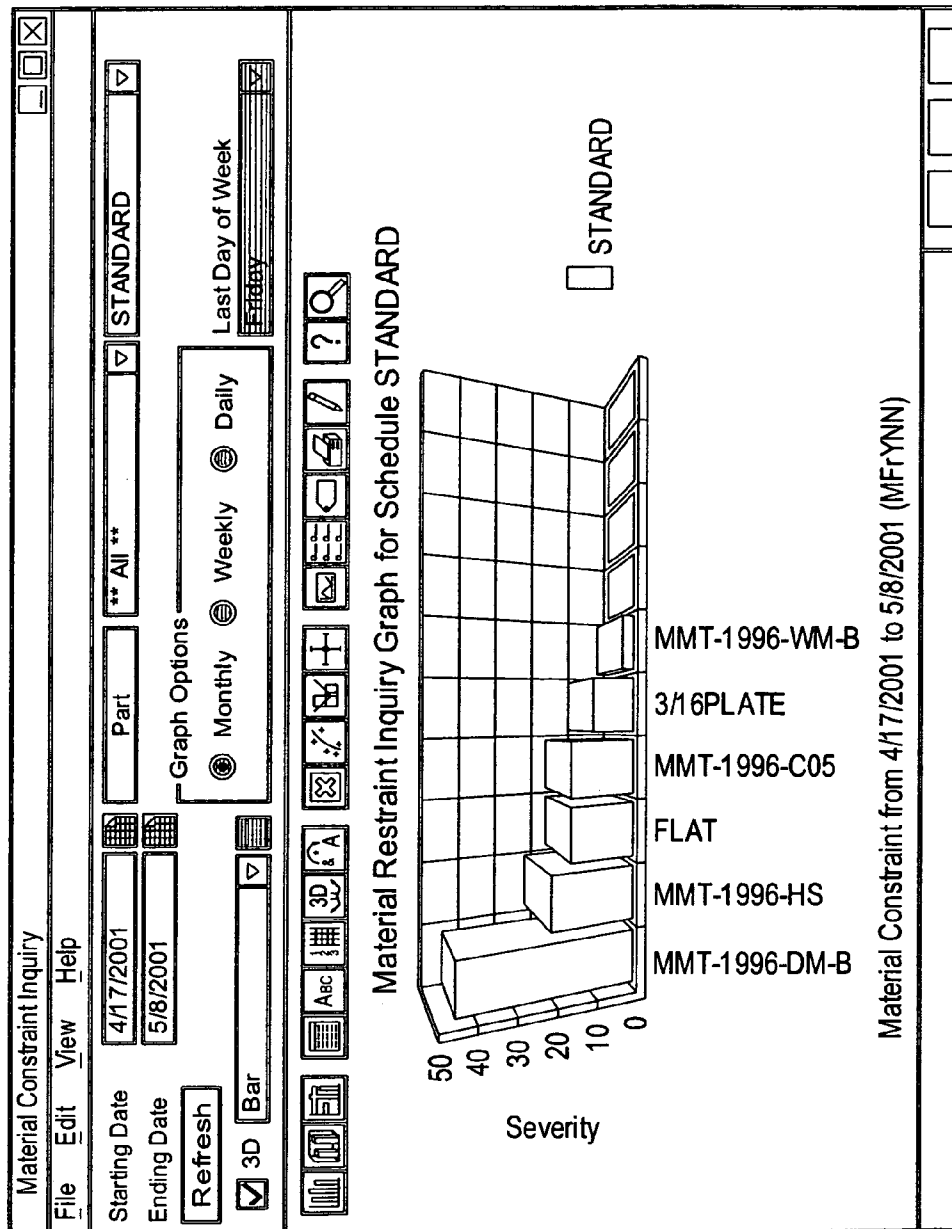 Material Constraint Inquiry
File Edit View Help
Starting Date 4/17/2001 Part ** All ** STANDARD
Ending Date 5/8/2001
Refresh
Graph Options
Monthly Weekly Daily
Last Day of Week
Friday
3D Bar
ABC 3D & A ?
Material Restraint Inquiry Graph for Schedule STANDARD
50
40
30
20
10
0
Severity
MMT-1996-DM-B
MMT-1996-HS
FLAT
MMT-1996-C05
3/16PLATE
MMT-1996-WM-B
STANDARD
Material Constraint from 4/17/2001 to 5/8/2001 (MFrYNN)